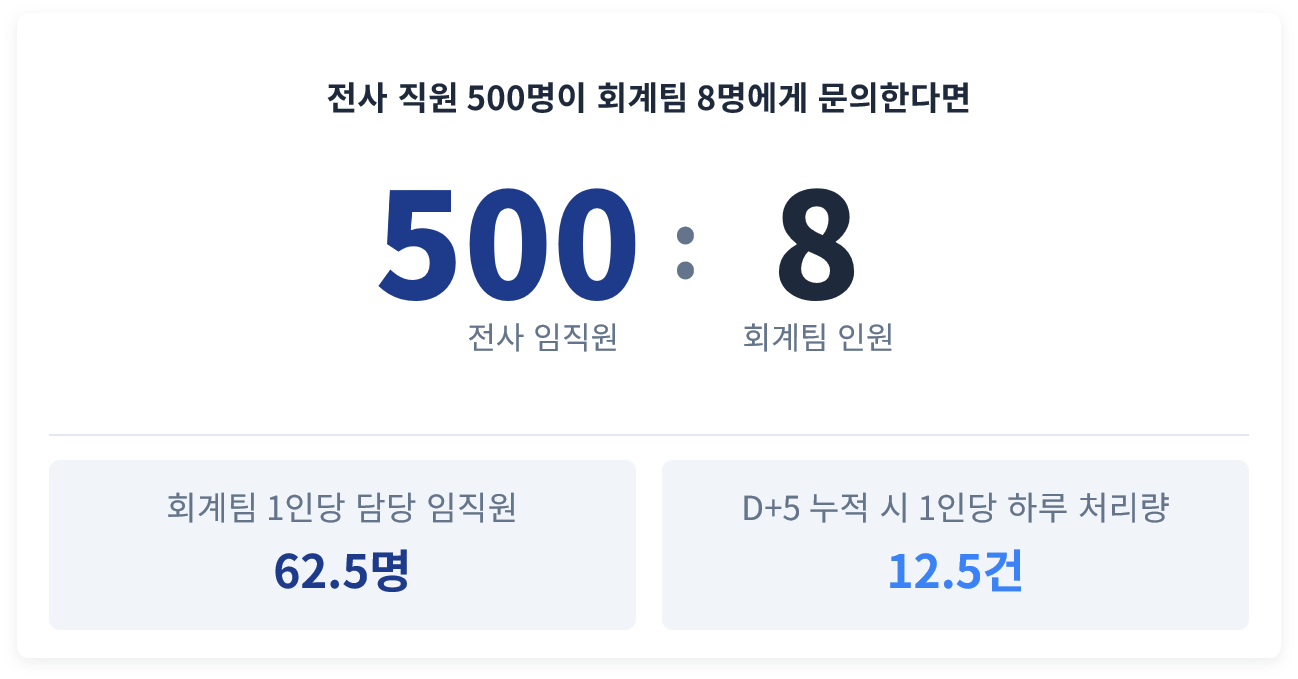 전사 직원 500명이 회계팀 8명에게 문의한다면
500 : 8
전사 임직원
회계팀 인원
회계팀 1인당 담당 임직원
62.5명
D+5 누적 시 1인당 하루 처리량
12.5건